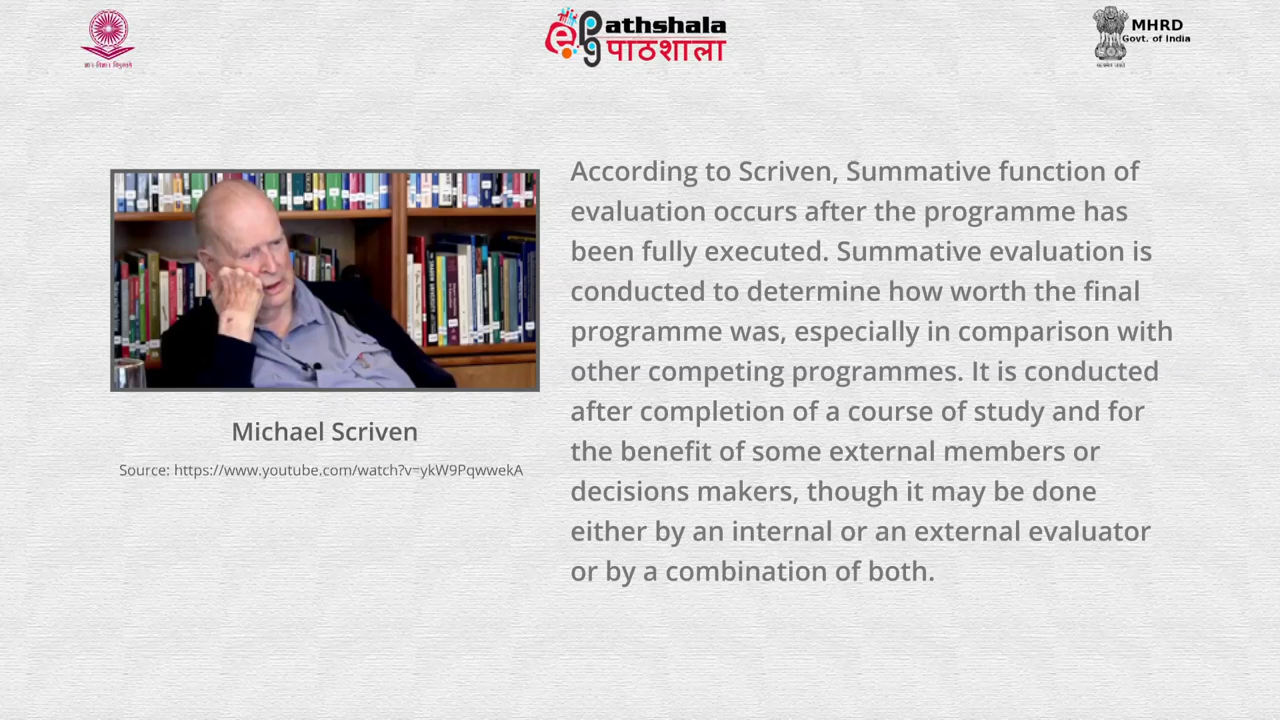 ePathshala
पाठशाला
MHRD
Govt. of India
According to Scriven, Summative function of
evaluation occurs after the programme has
been fully executed. Summative evaluation is
conducted to determine how worth the final
programme was, especially in comparison with
other competing programmes. It is conducted
after completion of a course of study and for
the benefit of some external members or
decisions makers, though it may be done
either by an internal or an external evaluator
or by a combination of both.
Michael Scriven
Source: https://www.youtube.com/watch?v=ykW9PqwwekA